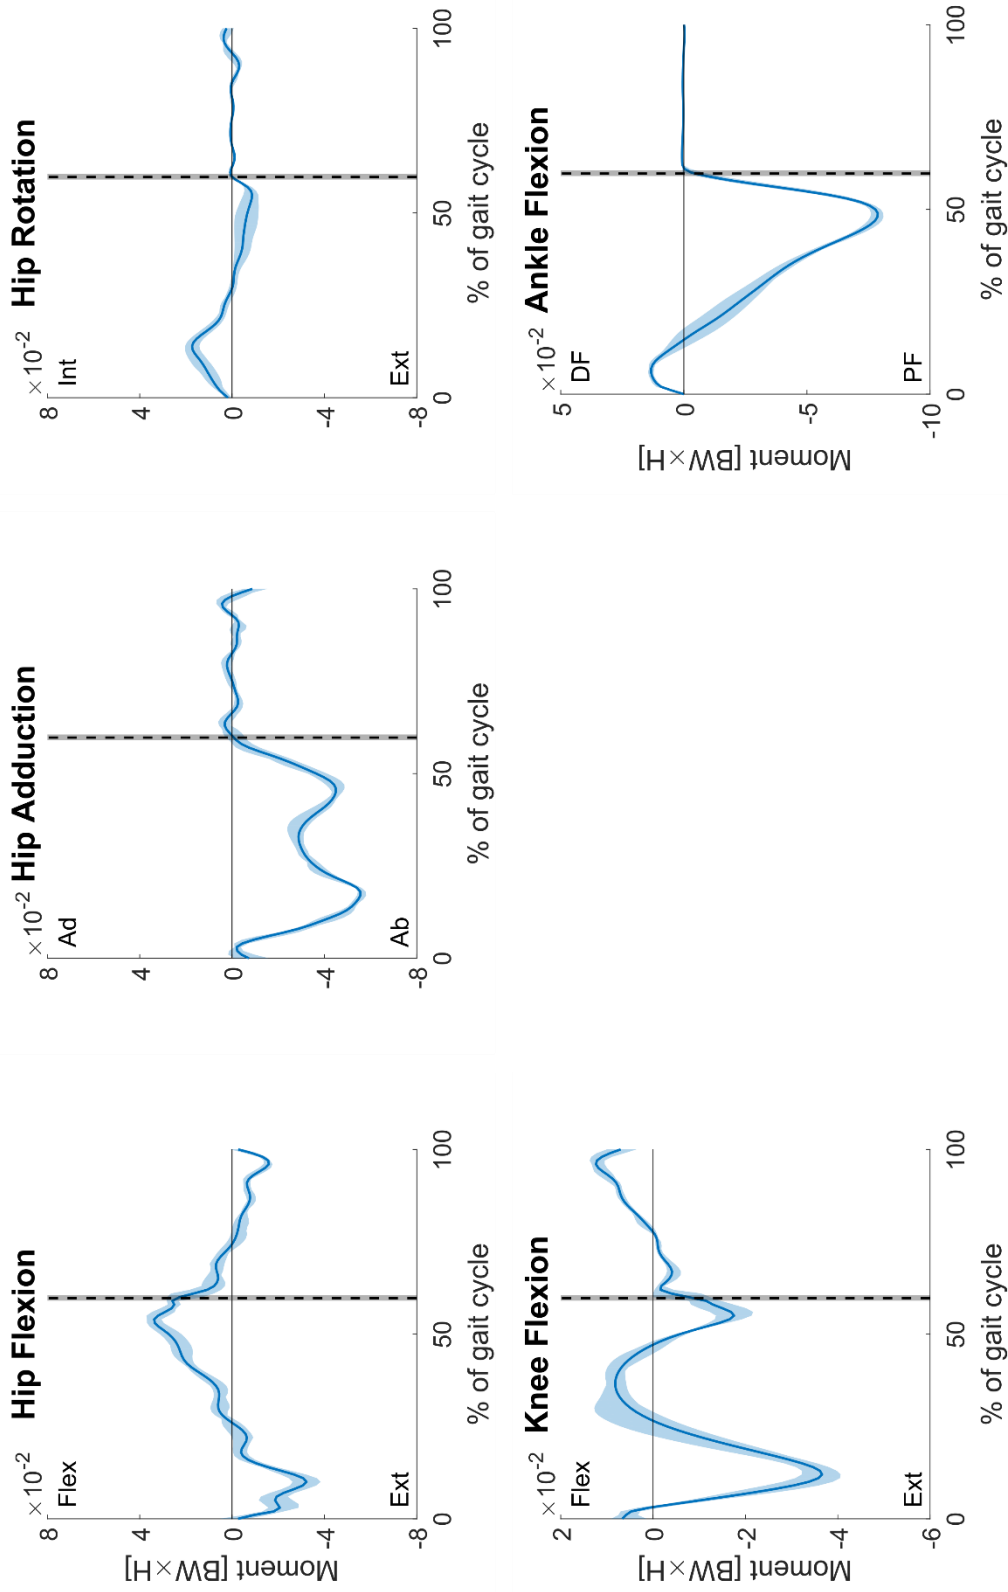 Hip Flexion
×10-2
Flex
8
4
0
-4
-8
Ext
Moment [BW×H]
0
50
100
% of gait cycle
Hip Adduction
×10-2
Ad
8
4
0
-4
-8
Ab
0
50
100
% of gait cycle
Hip Rotation
×10-2
Int
8
4
0
-4
-8
Ext
0
50
100
% of gait cycle
Knee Flexion
×10-2
Flex
2
0
-2
-4
-6
Ext
Moment [BW×H]
0
50
100
% of gait cycle
Ankle Flexion
×10-2
DF
5
0
-5
-10
PF
Moment [BW×H]
0
50
100
% of gait cycle